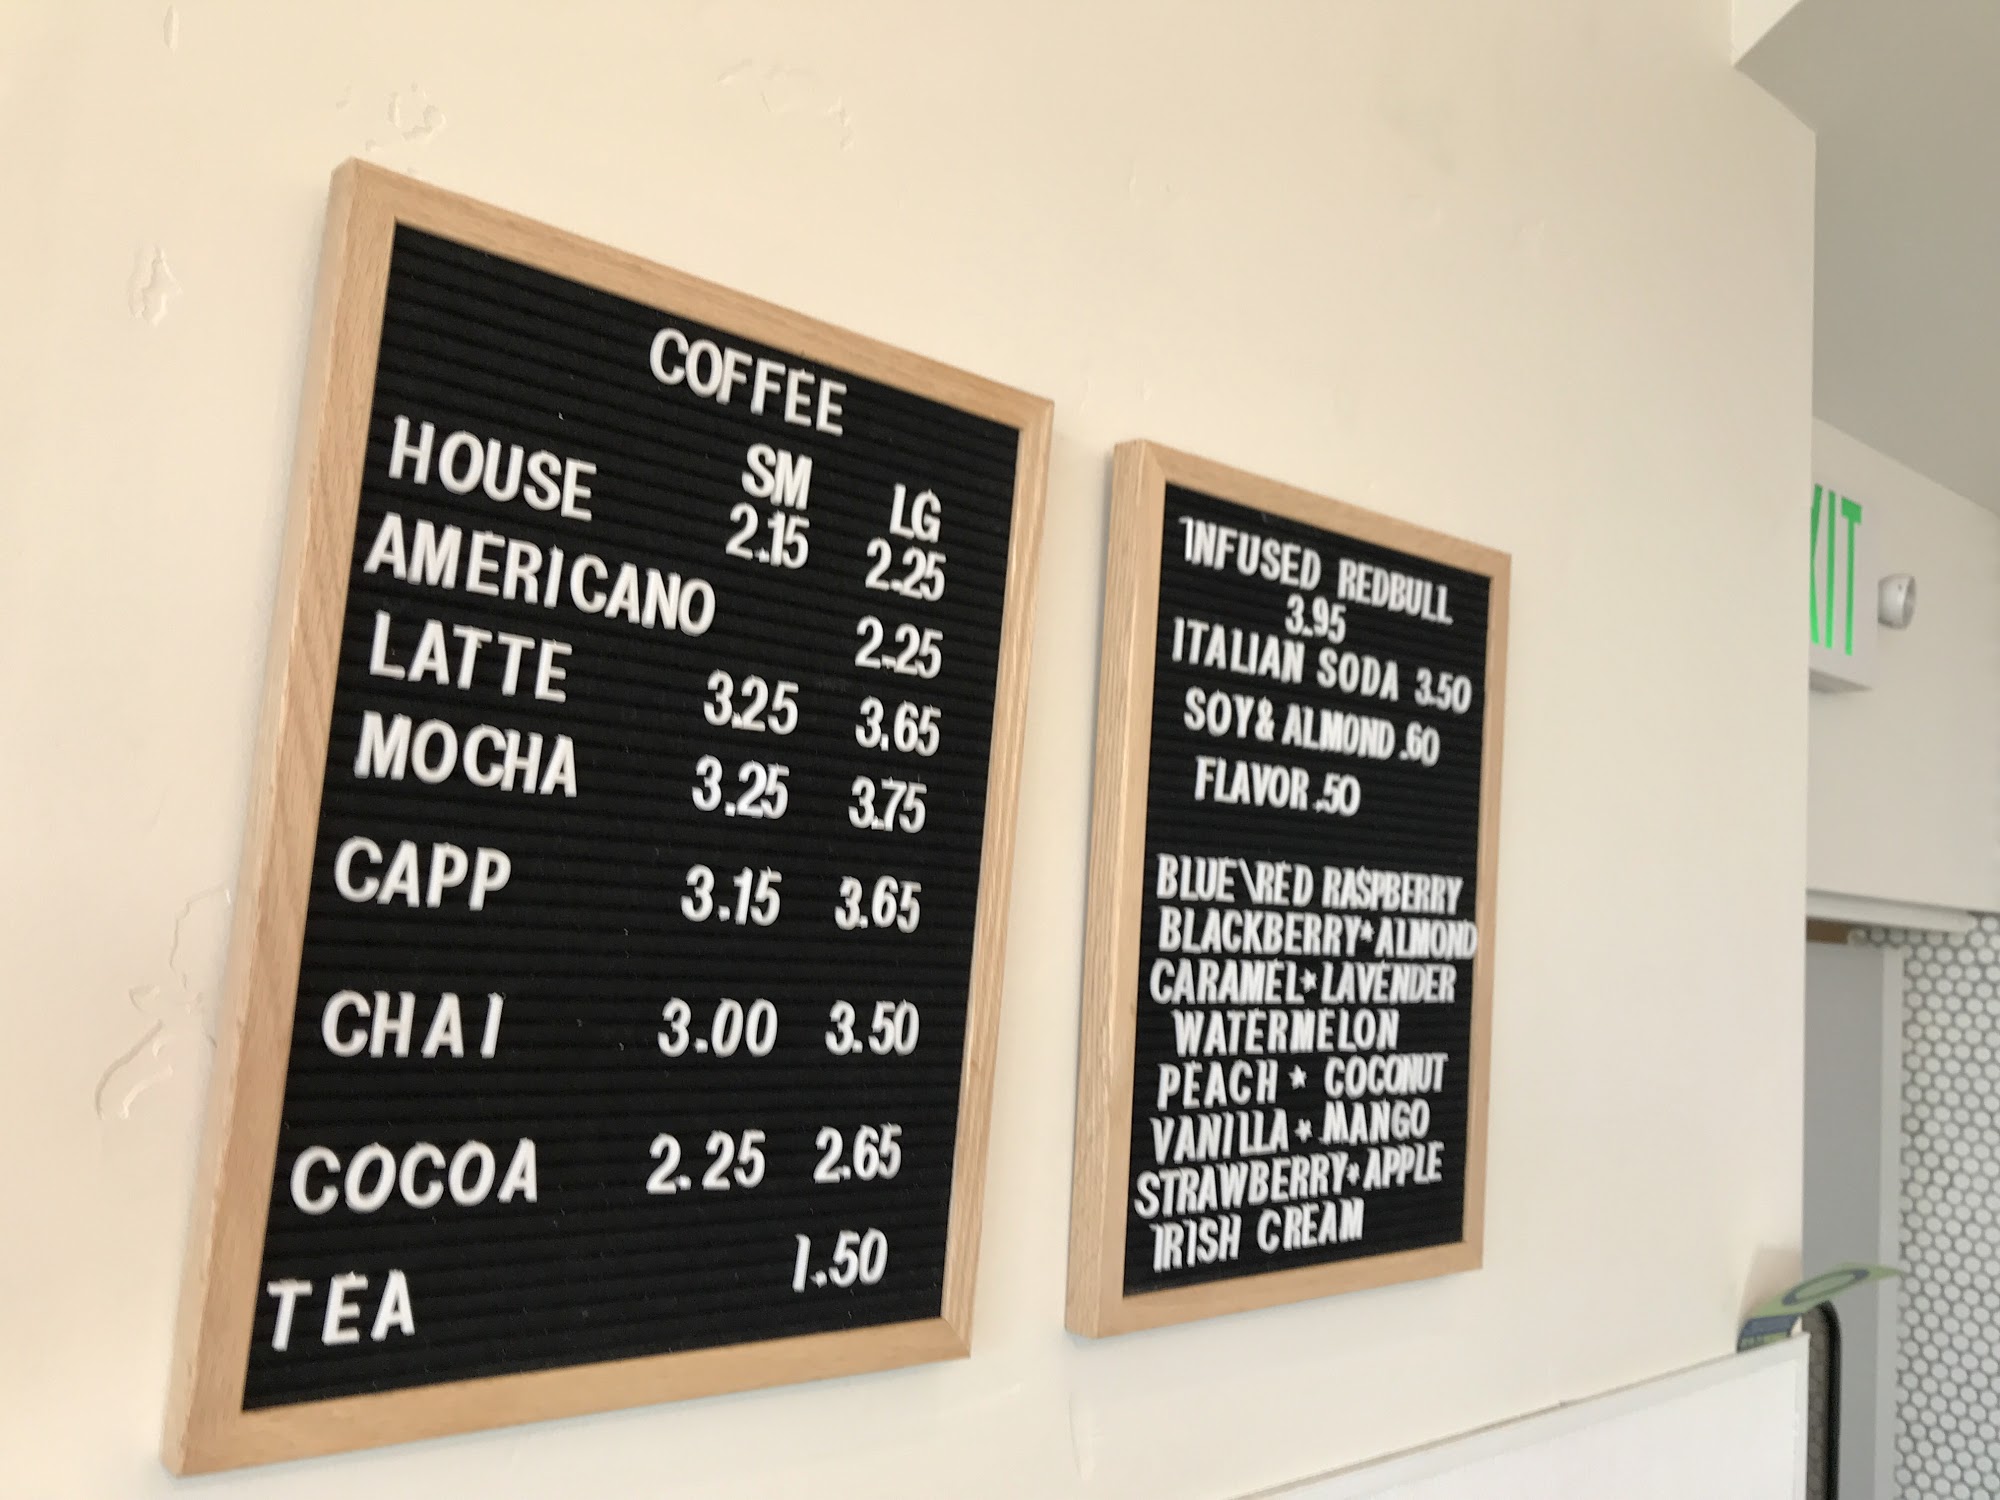 COFFEE
SM LG
HOUSE 2.15 2.25
AMERICANO 2.25
LATTE 3.25 3.65
MOCHA 3.25 3.75
CAPP 3.15 3.65
CHAI 3.00 3.50
COCOA 2.25 2.65
TEA 1.50
INFUSED REDBULL
3.95
ITALIAN SODA 3.50
SOY& ALMOND .60
FLAVOR .50
BLUE\RED RASPBERRY
BLACKBERRY*ALMOND
CARAMEL*LAVENDER
WATERMELON
PEACH * COCONUT
VANILLA*MANGO
STRAWBERRY*APPLE
IRISH CREAM
XIT